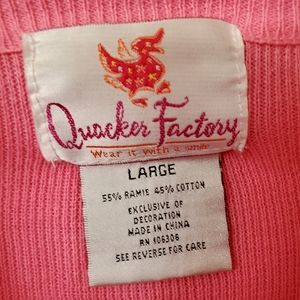 Quacker Factory
Wear it with a smile
LARGE
55% RAMIE 45% COTTON
EXCLUSIVE OF
DECORATION
MADE IN CHINA
RN 106306
SEE REVERSE FOR CARE